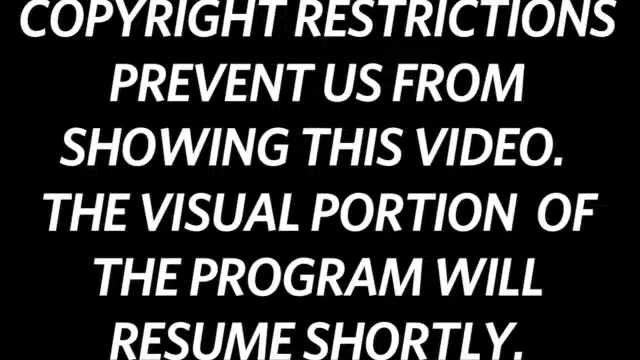 COPYRIGHT RESTRICTIONS
PREVENT US FROM
SHOWING THIS VIDEO.
THE VISUAL PORTION OF
THE PROGRAM WILL
RESUME SHORTLY.